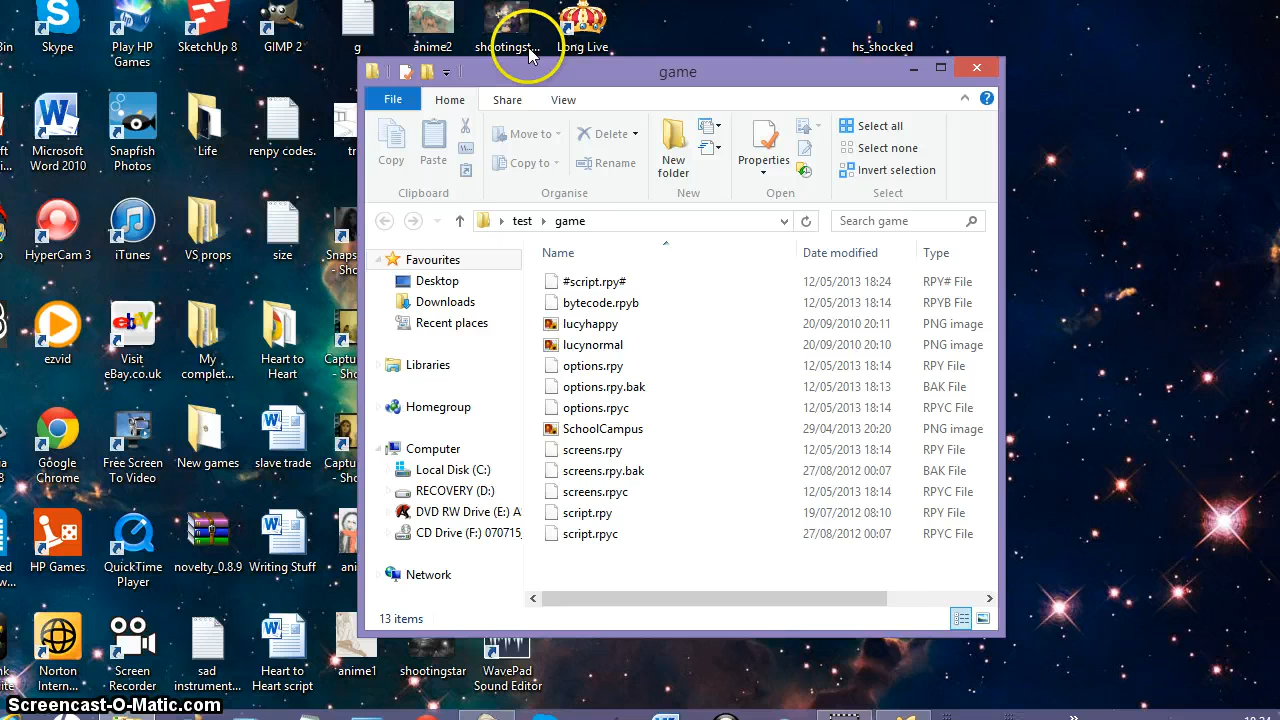 Skype
Play HP
Games
SketchUp 8
GIMP 2
g
anime2
shootingst...
Long Live
hs_shocked
game
File
Home
Share
View
Copy
Paste
Move to
Copy to
Delete
Rename
New
folder
Properties
Select all
Select none
Invert selection
Clipboard
Organise
New
Open
Select
test
game
Search game
Microsoft
Word 2010
Snapfish
Photos
Life
renpy codes.
HyperCam 3
iTunes
VS props
size
ezvid
Visit
eBay.co.uk
My
complet...
Heart to
Heart
Google
Chrome
Free Screen
To Video
New games
slave trade
HP Games
QuickTime
Player
novelty_0.8.9
Writing Stuff
Norton
Intern...
Screen
Recorder
sad
instrument...
Heart to
Heart script
anime1
shootingstar
WavePad
Sound Editor
Favourites
Desktop
Downloads
Recent places
Libraries
Homegroup
Computer
Local Disk (C:)
RECOVERY (D:)
DVD RW Drive (E:) A
CD Drive (F:) 070715_
Network
Name Date modified Type
#script.rpy# 12/05/2013 18:24 RPY# File
bytecode.rpyb 12/05/2013 18:14 RPYB File
lucyhappy 20/09/2010 20:11 PNG image
lucynormal 20/09/2010 20:10 PNG image
options.rpy 12/05/2013 18:14 RPY File
options.rpy.bak 12/05/2013 18:13 BAK File
options.rpyc 12/05/2013 18:14 RPYC File
SchoolCampus 29/04/2013 20:20 PNG image
screens.rpy 12/05/2013 18:14 RPY File
screens.rpy.bak 27/08/2012 00:07 BAK File
screens.rpyc 12/05/2013 18:14 RPYC File
script.rpy 19/07/2012 08:10 RPY File
script.rpyc 27/08/2012 00:07 RPYC File
13 items
Screencast-O-Matic.com